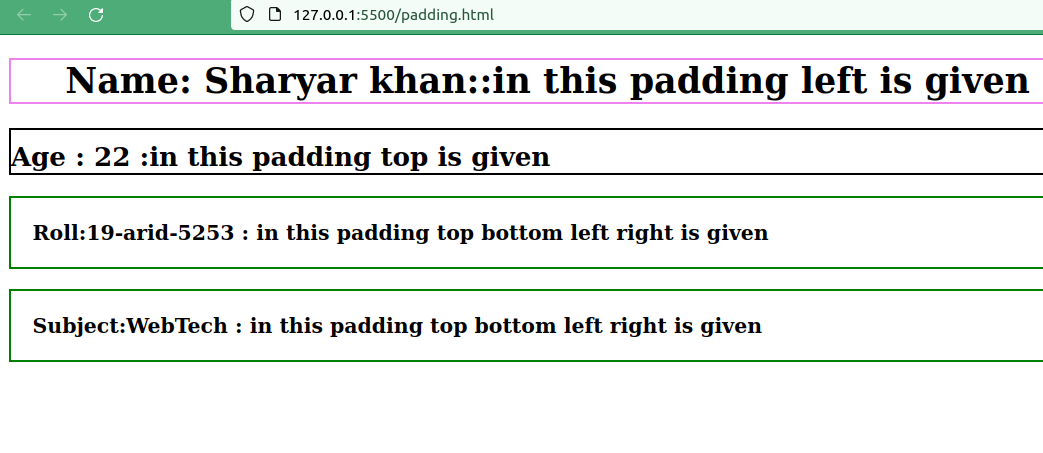 127.0.0.1:5500/padding.html
Name: Sharyar khan::in this padding left is given
Age : 22 :in this padding top is given
Roll:19-arid-5253 : in this padding top bottom left right is given
Subject:WebTech : in this padding top bottom left right is given